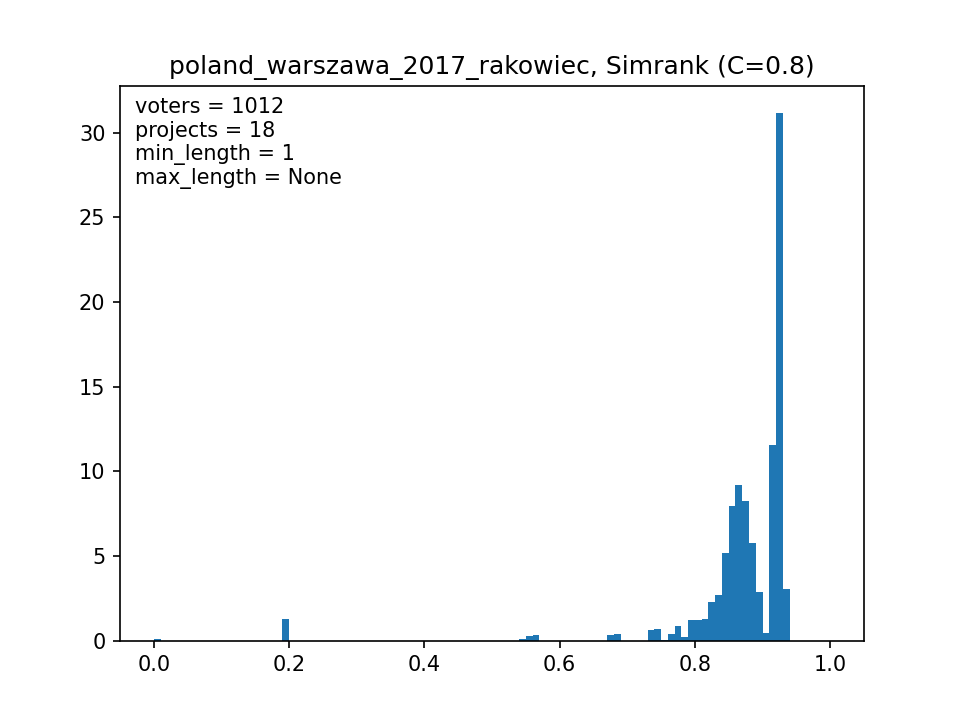 poland_warszawa_2017_rakowiec, Simrank (C=0.8)
voters = 1012
projects = 18
min_length = 1
max_length = None
30
25
20
15
10
5
0
0.0 0.2 0.4 0.6 0.8 1.0